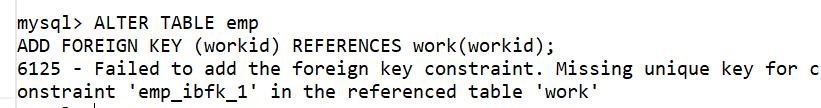 mysql> ALTER TABLE emp
ADD FOREIGN KEY (workid) REFERENCES work(workid);
6125 - Failed to add the foreign key constraint. Missing unique key for c
onstraint 'emp_ibfk_1' in the referenced table 'work'